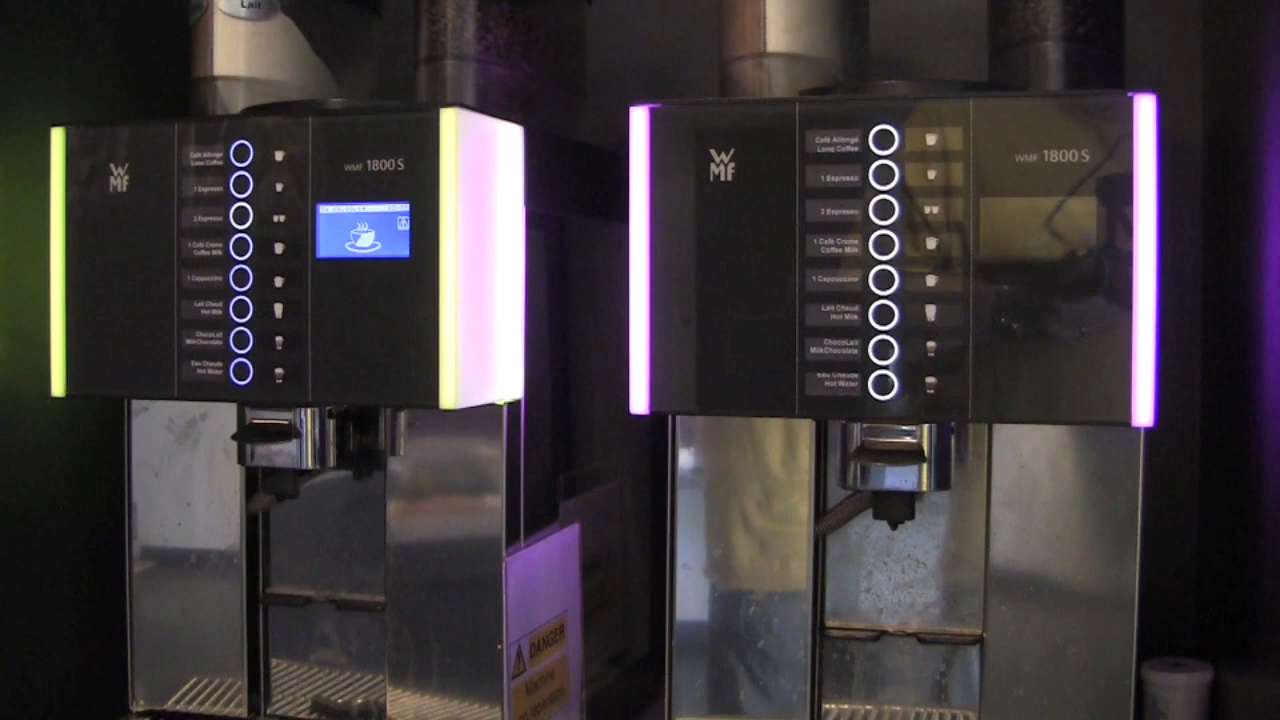 Lait
WMF
WMF 1800 S
Café Allongé
Long Coffee
1 Espresso
2 Espresso
1 Café Crème
Coffee Milk
1 Cappuccino
Lait Chaud
Hot Milk
ChocoLait
MilkChocolate
Eau Chaude
Hot Water
DANGER
Machine
WMF
WMF 1800 S
Café Allongé
Long Coffee
1 Espresso
2 Espresso
1 Café Crème
Coffee Milk
1 Cappuccino
Lait Chaud
Hot Milk
ChocoLait
MilkChocolate
Eau Chaude
Hot Water